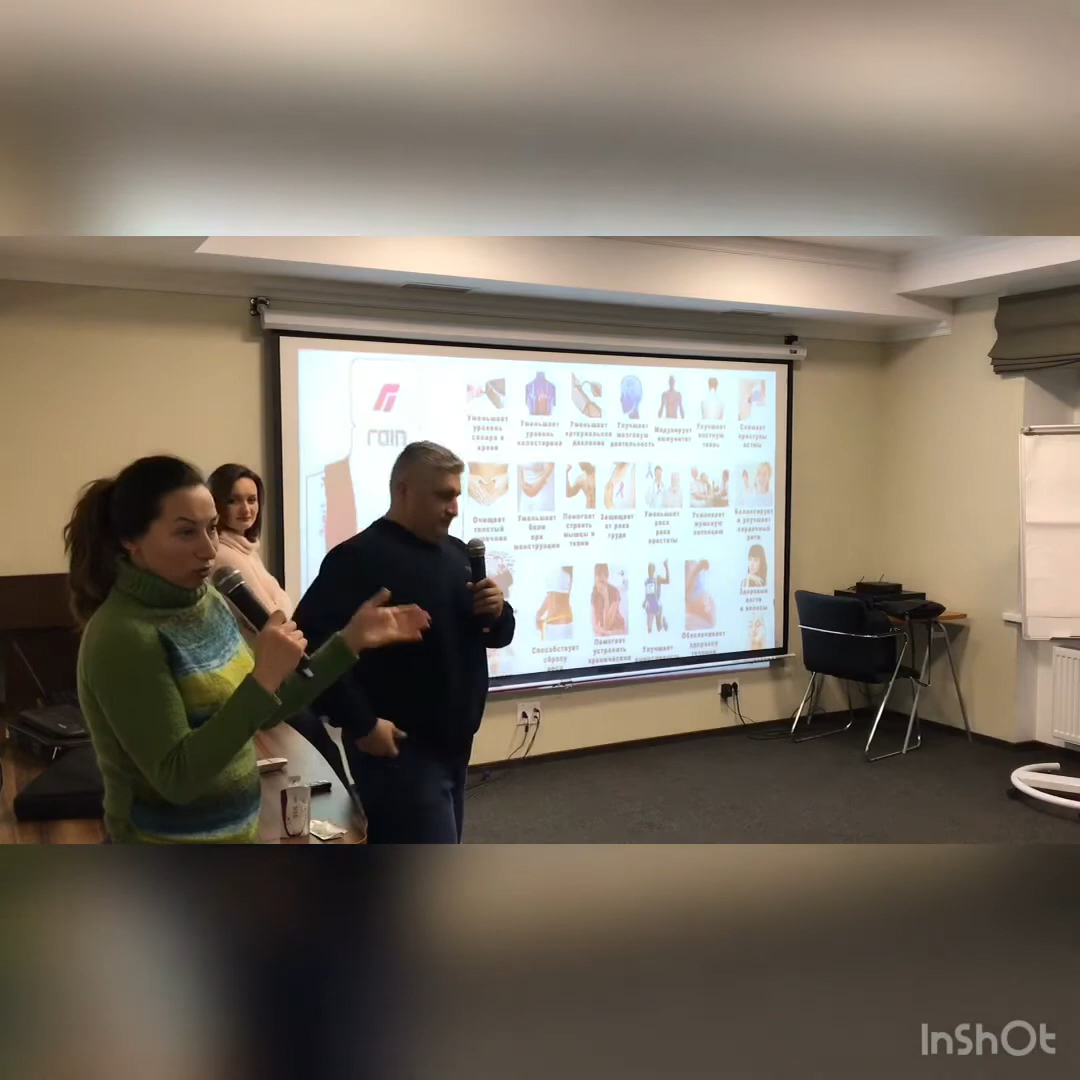 rain
Уменьшает
уровень
сахара в
крови
Уменьшает
уровень
холестерина
Уменьшает
артериальное
давление
Улучшает
мозговую
деятельность
Модулирует
иммунитет
Улучшает
костную
ткань
Снимает
приступы
астмы
Очищает
толстый
Уменьшает
боли
при
менструации
Помогает
строить
мышцы и
ткани
Защищает
от рака
груди
Уменьшает
риск
рака
простаты
Усиливает
мужскую
потенцию
Балансирует
и улучшает
сердечный
ритм
Способствует
сбросу
веса
Помогает
устранить
хронические
Улучшает
Обеспечивает
здоровье
Здоровые
ногти
и волосы
InShOt